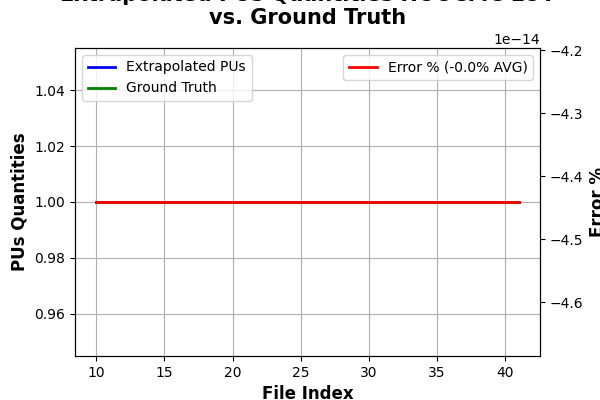 vs. Ground Truth
1e−14
Extrapolated PUs
Ground Truth
Error % (-0.0% AVG)
1.04
1.02
1.00
0.98
0.96
−4.2
−4.3
−4.4
−4.5
−4.6
PUs Quantities
Error %
10
15
20
25
30
35
40
File Index